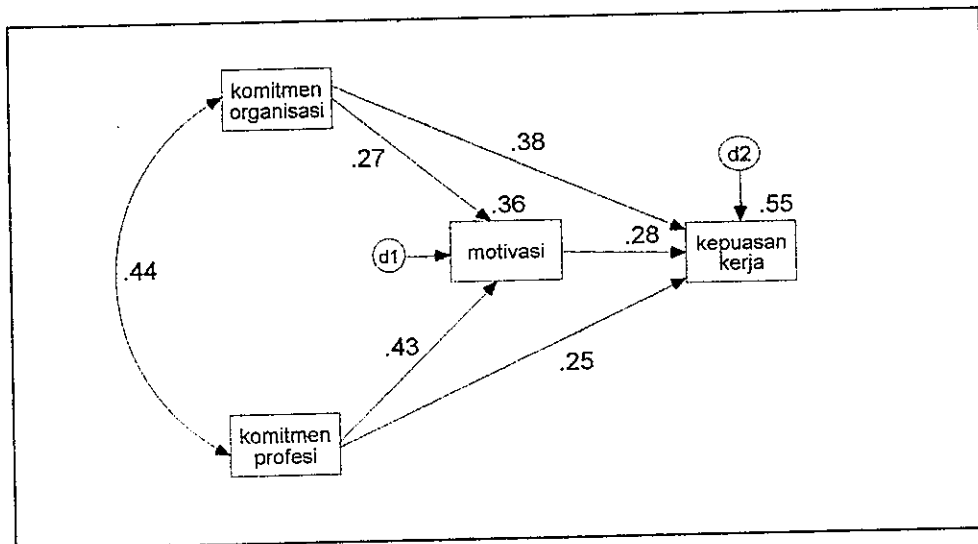 komitmen
organisasi
.38
d2
.27
.36
.55
d1
motivasi
.28
kepuasan
kerja
.44
.43
.25
komitmen
profesi